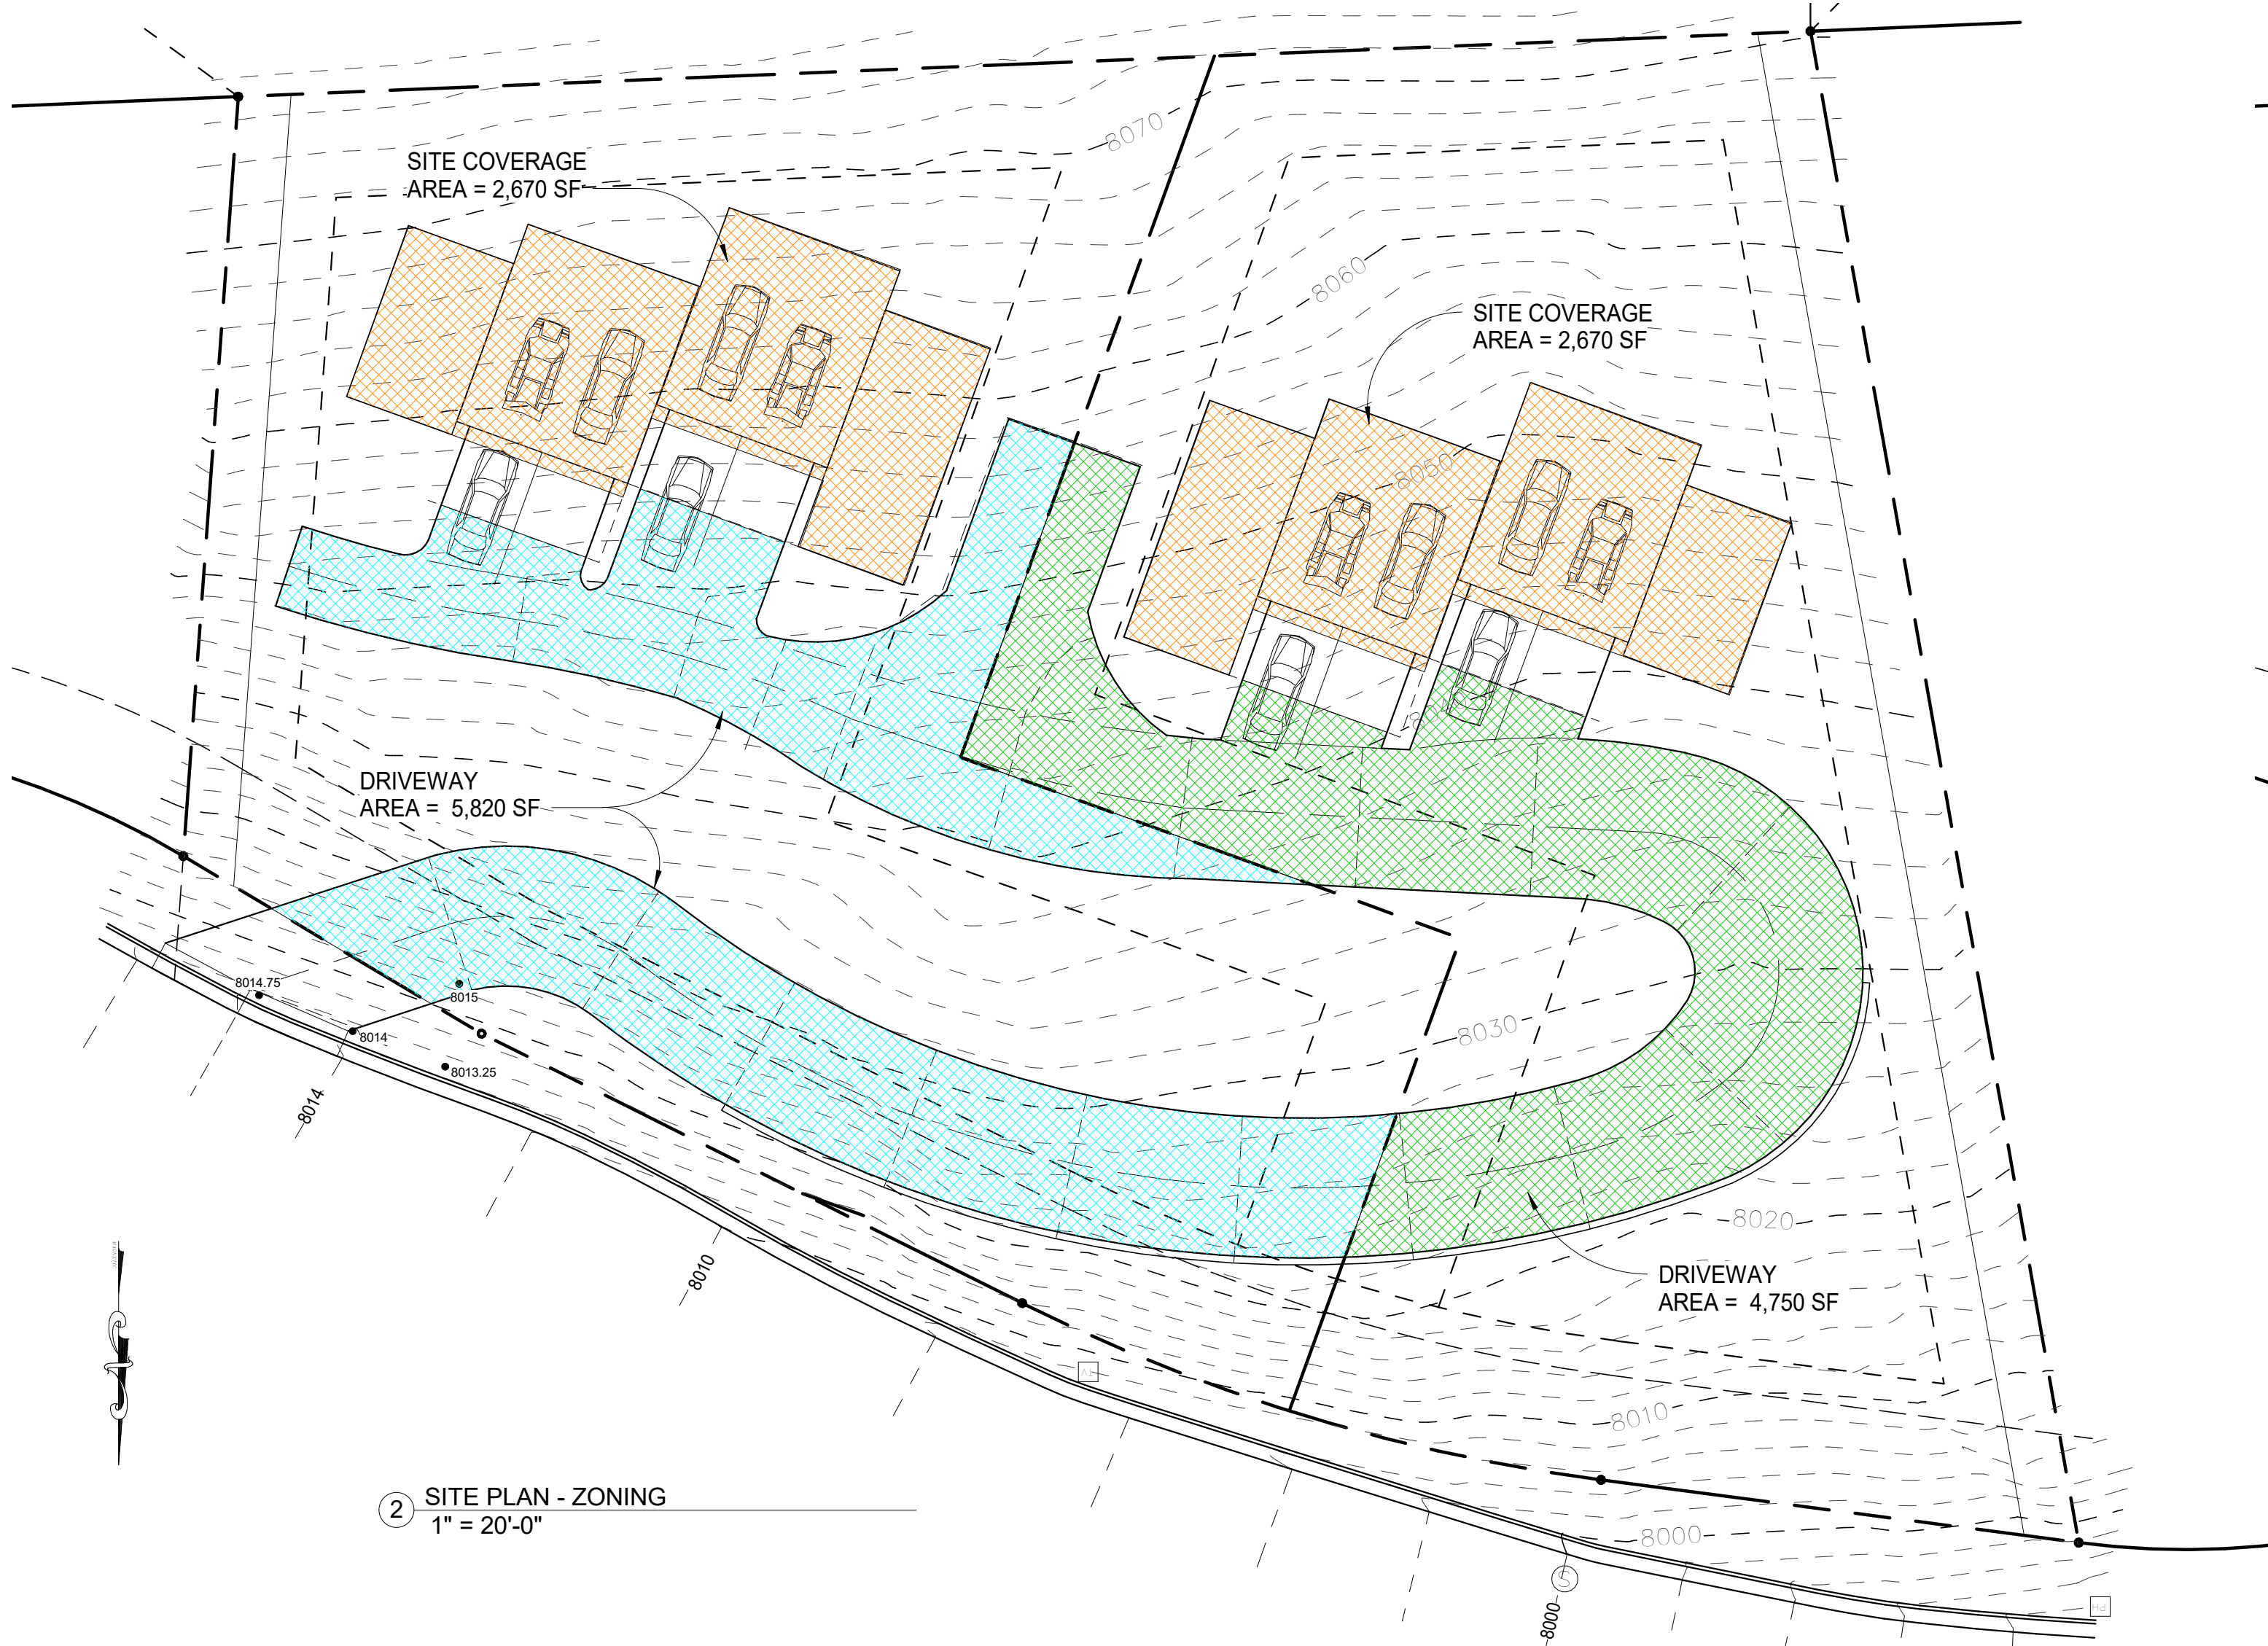 8070
SITE COVERAGE
AREA = 2,670 SF
8060
SITE COVERAGE
AREA = 2,670 SF
8050
DRIVEWAY
AREA = 5,820 SF
8014.75
8015
8014
8013.25
8030
8014
8020
8010
DRIVEWAY
AREA = 4,750 SF
TV
8010
2 SITE PLAN - ZONING
1" = 20'-0"
8000
S
8000
PH